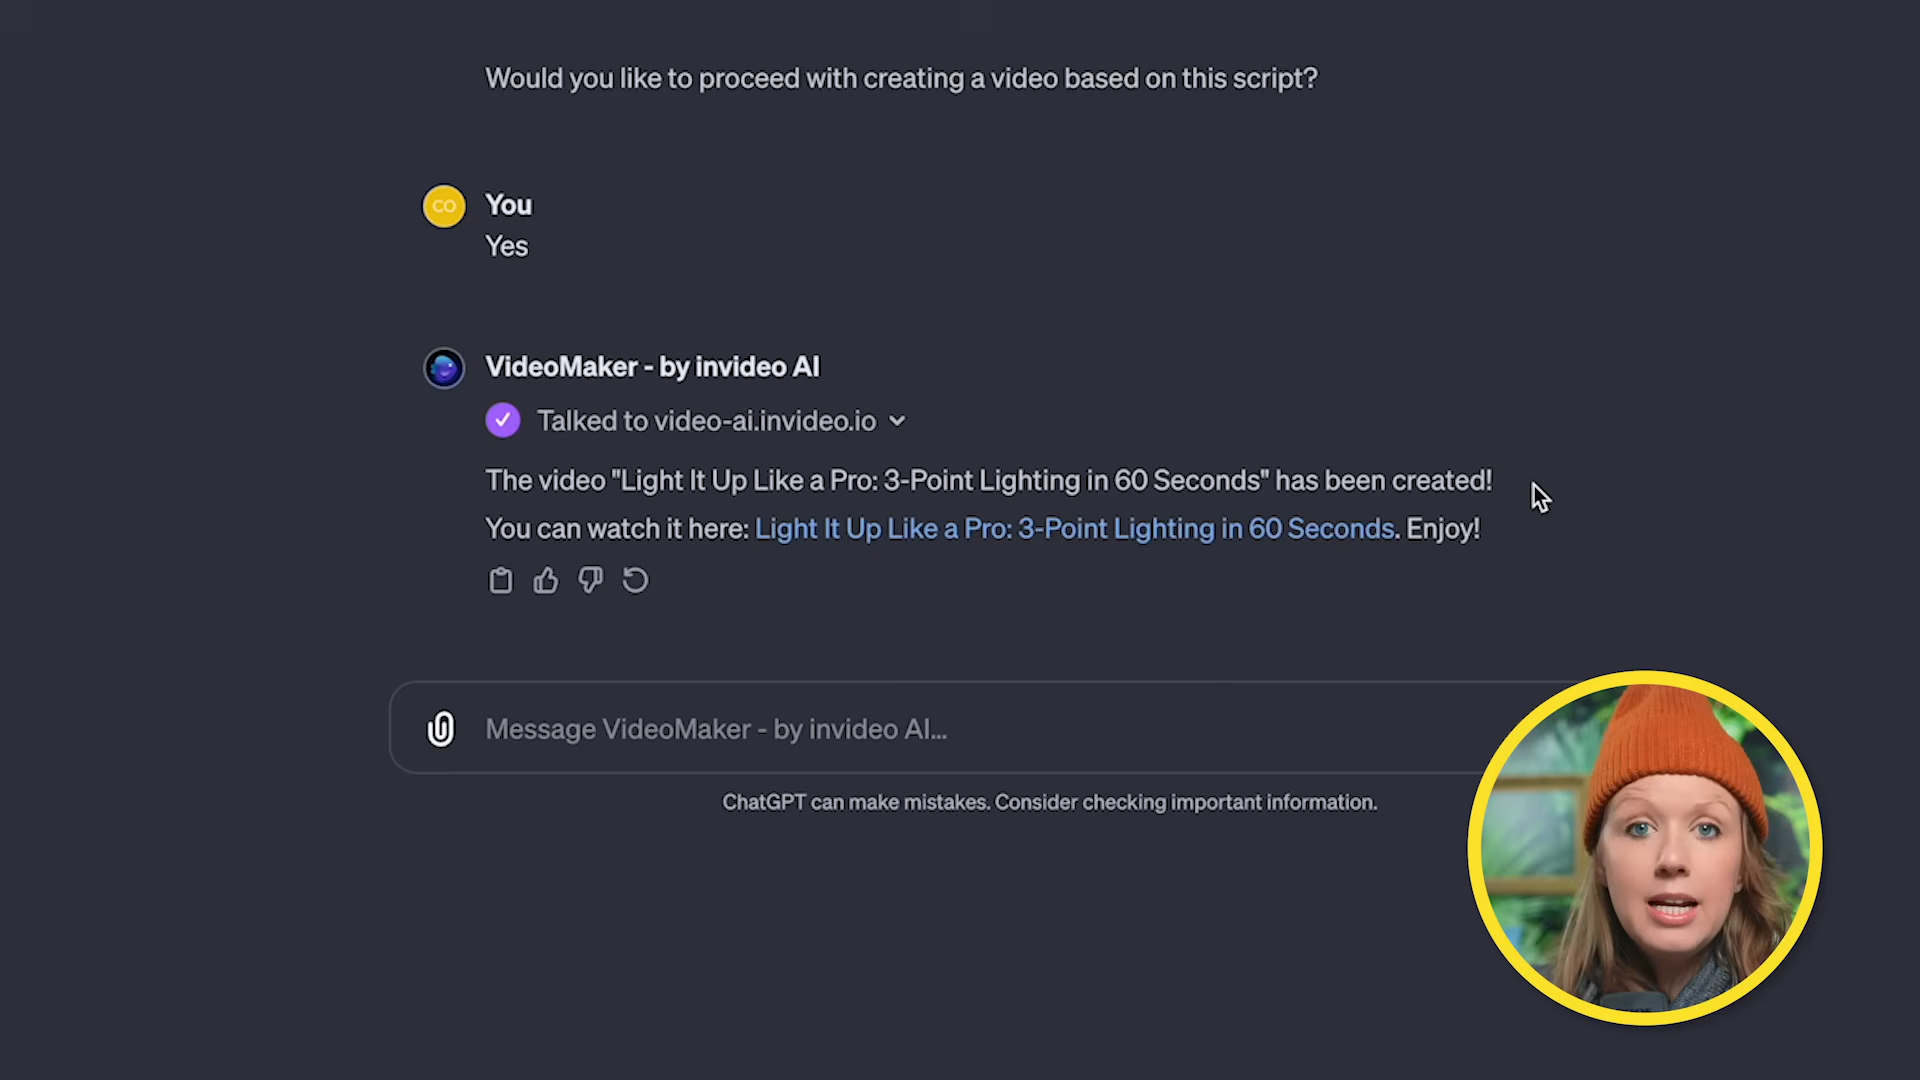 Would you like to proceed with creating a video based on this script?
CO
You
Yes
VideoMaker - by invideo AI
Talked to video-ai.invideo.io
The video "Light It Up Like a Pro: 3-Point Lighting in 60 Seconds" has been created!
You can watch it here: Light It Up Like a Pro: 3-Point Lighting in 60 Seconds. Enjoy!
Message VideoMaker - by invideo AI...
ChatGPT can make mistakes. Consider checking important information.